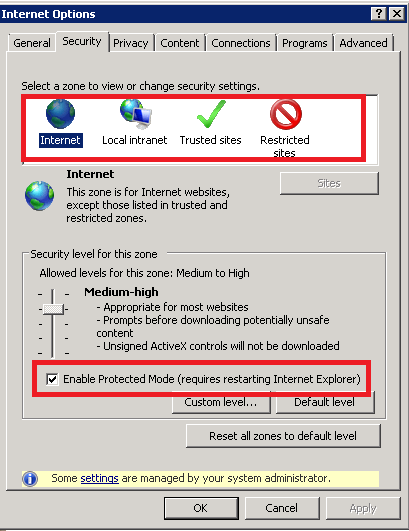 Internet Options
General Security Privacy Content Connections Programs Advanced
Select a zone to view or change security settings.
Internet Local intranet Trusted sites Restricted
sites
Internet
This zone is for Internet websites,
except those listed in trusted and
restricted zones.
Sites
Security level for this zone
Allowed levels for this zone: Medium to High
Medium-high
- Appropriate for most websites
- Prompts before downloading potentially unsafe
content
- Unsigned ActiveX controls will not be downloaded
Enable Protected Mode (requires restarting Internet Explorer)
Custom level... Default level
Reset all zones to default level
Some settings are managed by your system administrator.
OK Cancel Apply